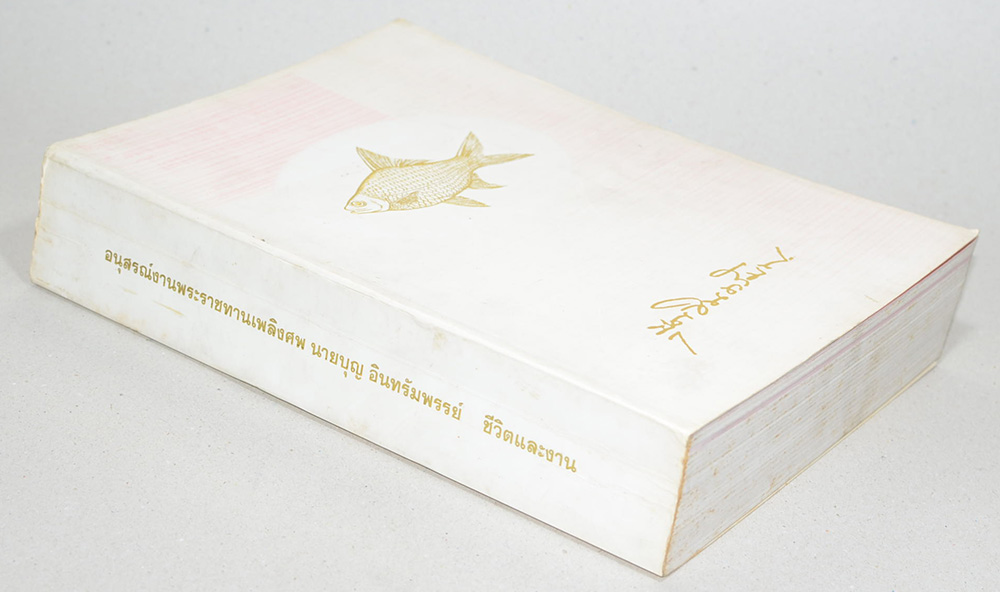 อนุสรณ์งานพระราชทานเพลิงศพ นายบุญ อินทรัมพรรย์ ชีวิตและงาน